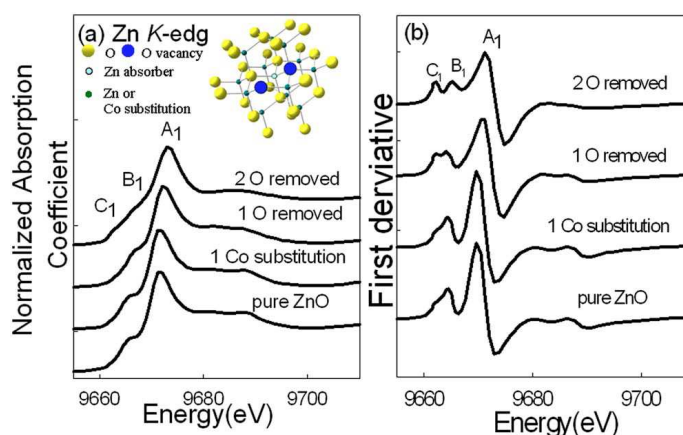 (a) Zn K-edg
O O vacancy
Zn absorber
Zn or
Co substitution
A1
B1
C1
2 O removed
1 O removed
1 Co substitution
pure ZnO
Normalized Absorption
Coefficient
9660 9680 9700
Energy(eV)
(b)
A1
C1 B1
2 O removed
1 O removed
1 Co substitution
pure ZnO
First derviative
9660 9680 9700
Energy(eV)